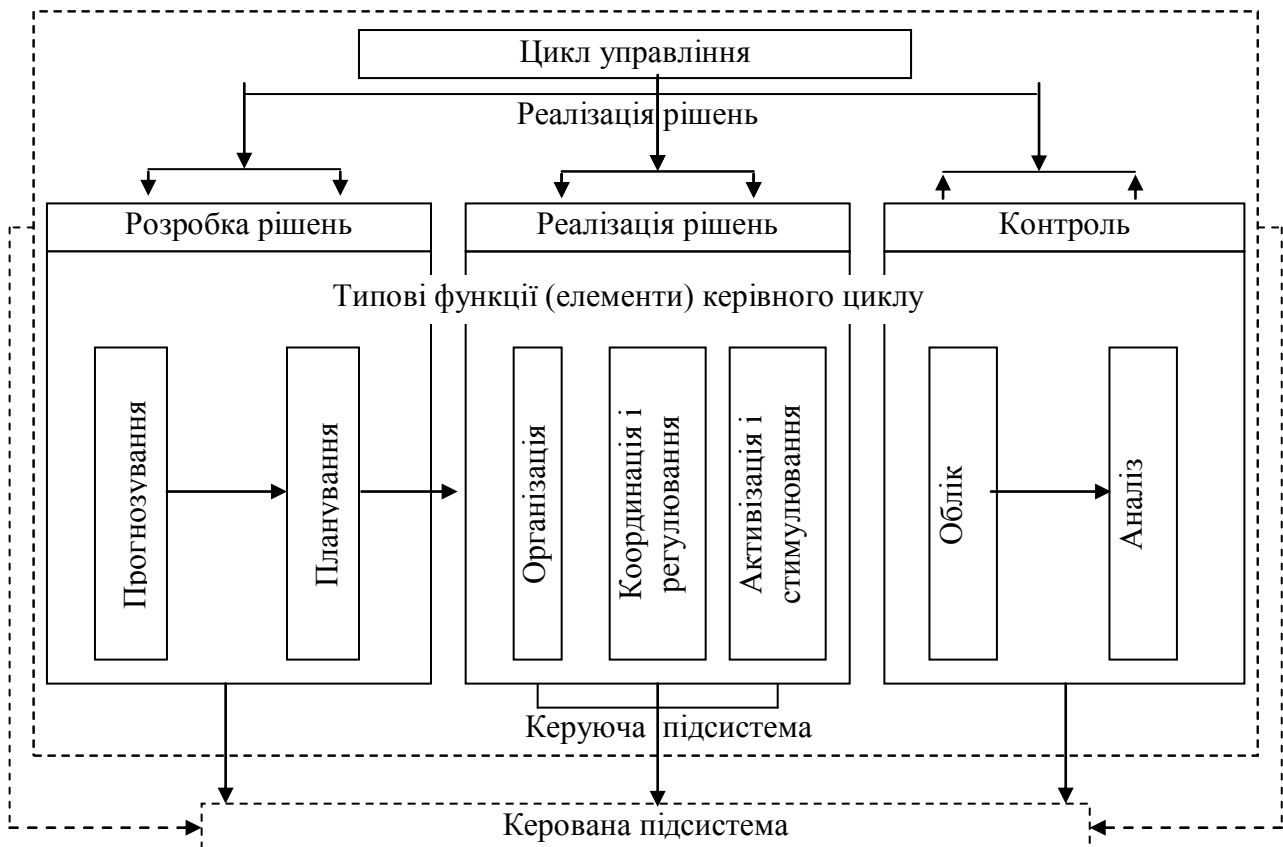 Цикл управління
Реалізація рішень
Розробка рішень
Реалізація рішень
Контроль
Типові функції (елементи) керівного циклу
Прогнозування
Планування
Організація
Координація і
регулювання
Активізація і
стимулювання
Облік
Аналіз
Керуюча підсистема
Керована підсистема